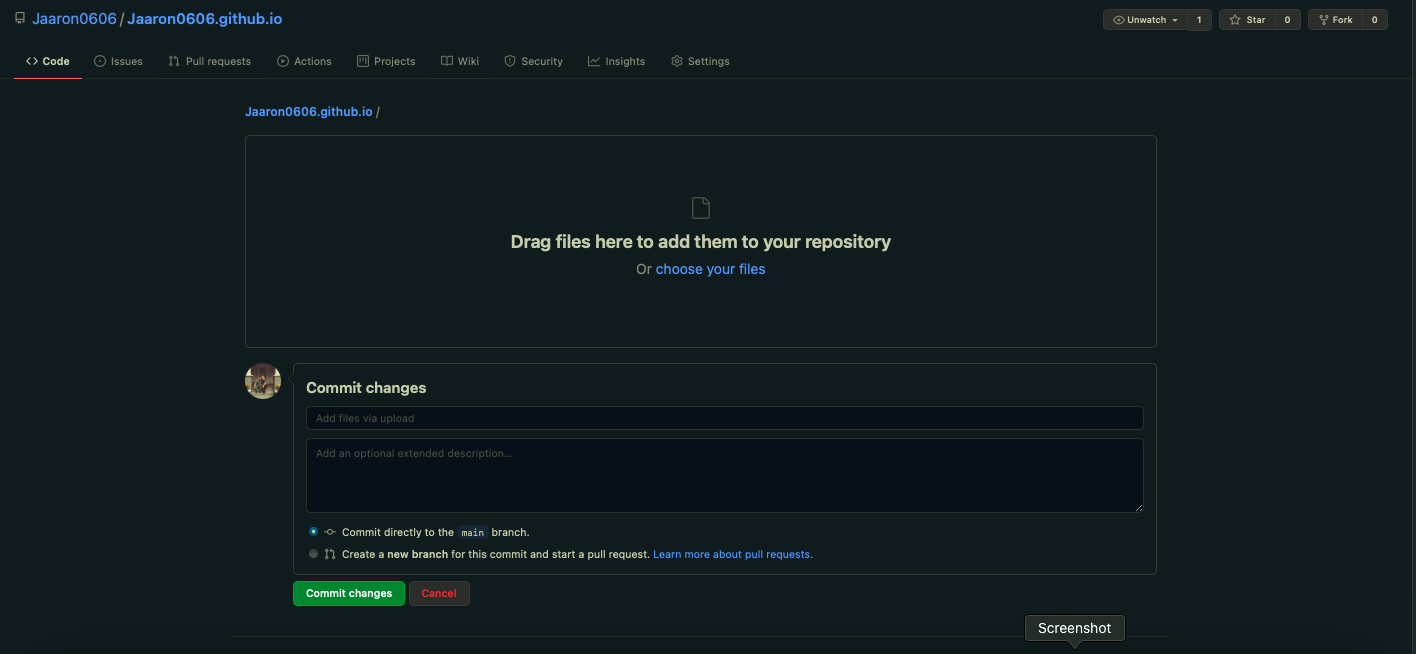 Jaaron0606 / Jaaron0606.github.io
Unwatch 1 Star 0 Fork 0
Code Issues Pull requests Actions Projects Wiki Security Insights Settings
Jaaron0606.github.io /
Drag files here to add them to your repository
Or choose your files
Commit changes
Add files via upload
Add an optional extended description...
Commit directly to the main branch.
Create a new branch for this commit and start a pull request. Learn more about pull requests.
Commit changes Cancel
Screenshot